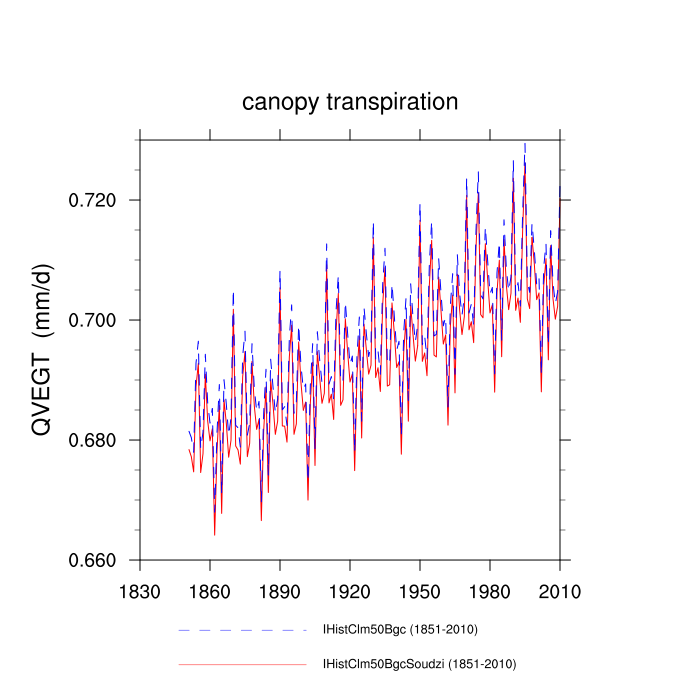 canopy transpiration
QVEGT (mm/d)
0.720
0.700
0.680
0.660
1830 1860 1890 1920 1950 1980 2010
IHistClm50Bgc (1851-2010)
IHistClm50BgcSoudzi (1851-2010)